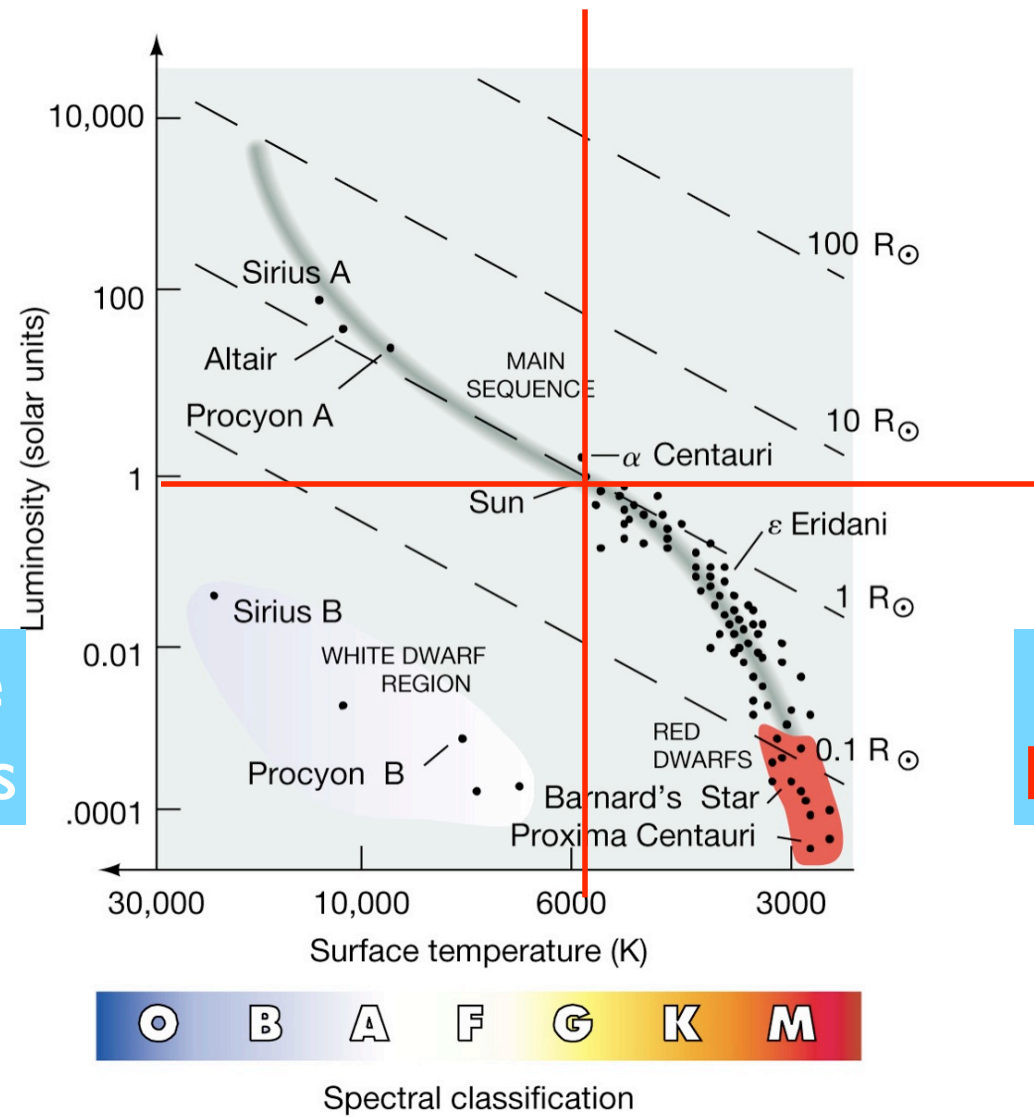 10,000
100 R☉
Sirius A
100
Luminosity (solar units)
Altair
MAIN
SEQUENCE
Procyon A
10 R☉
α Centauri
1
Sun
ε Eridani
1 R☉
Sirius B
0.01
WHITE DWARF
REGION
RED
DWARFS
0.1 R☉
Procyon B
Barnard's Star
.0001
Proxima Centauri
30,000
10,000
6000
3000
Surface temperature (K)
O B A F G K M
Spectral classification